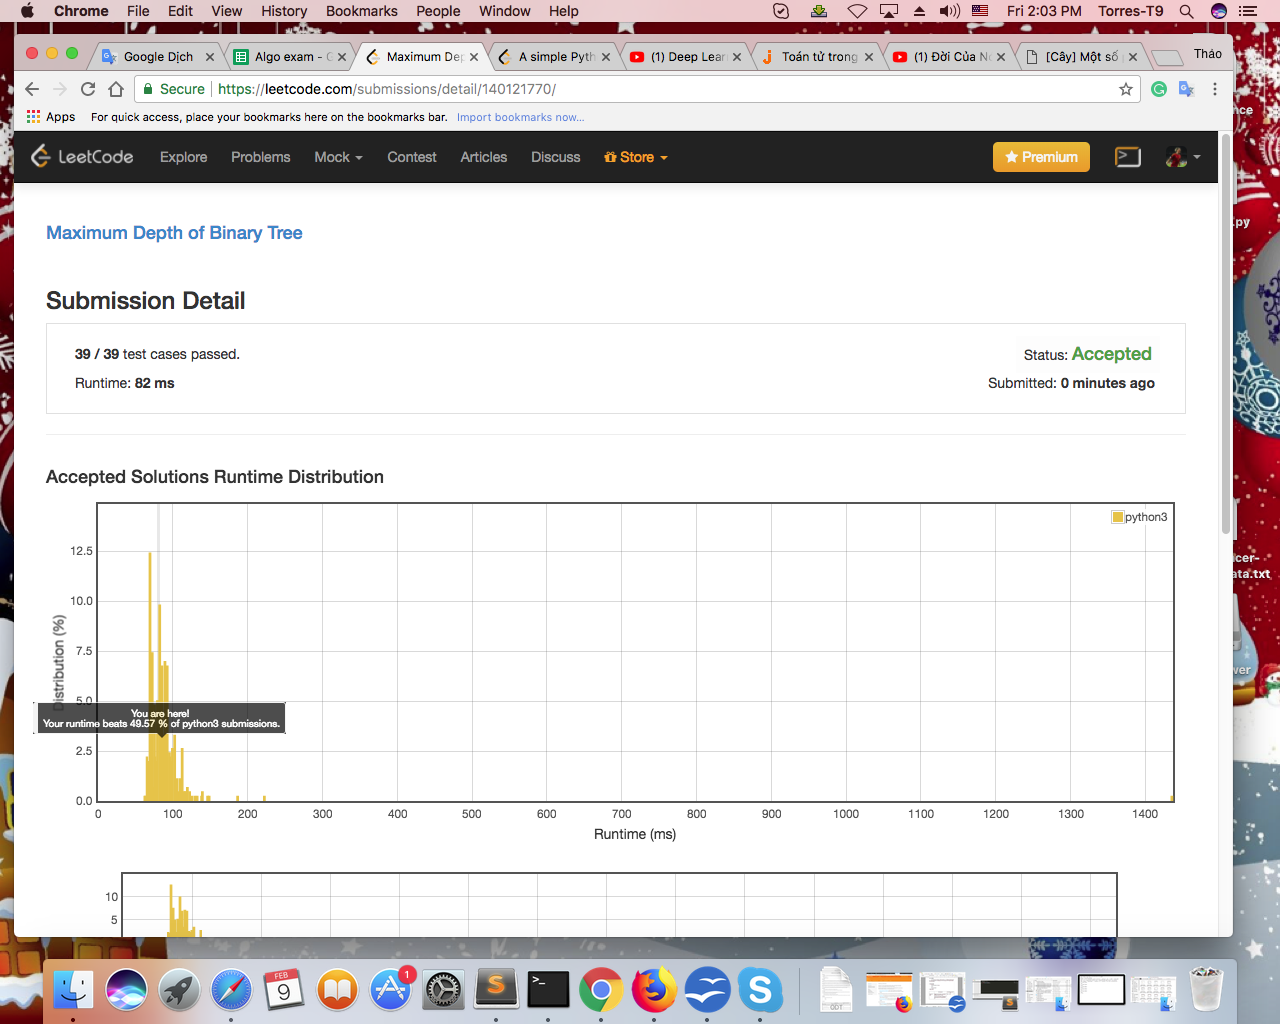 Chrome File Edit View History Bookmarks People Window Help Fri 2:03 PM Torres-T9
Google Dịch Algo exam - G Maximum Dep A simple Pyth (1) Deep Lear Toán tử trong (1) Đời Của No [Cây] Một số Thảo
Secure https://leetcode.com/submissions/detail/140121770/
Apps For quick access, place your bookmarks here on the bookmarks bar. Import bookmarks now...
LeetCode Explore Problems Mock Contest Articles Discuss Store Premium
Maximum Depth of Binary Tree
Submission Detail
39 / 39 test cases passed. Status: Accepted
Runtime: 82 ms Submitted: 0 minutes ago
Accepted Solutions Runtime Distribution
python3
12.5
10.0
7.5
5.0
2.5
0.0
Distribution (%)
You are here!
Your runtime beats 49.57 % of python3 submissions.
0 100 200 300 400 500 600 700 800 900 1000 1100 1200 1300 1400
Runtime (ms)
10
5
nce
.py
icer-
ata.txt
wer
FEB
9
1